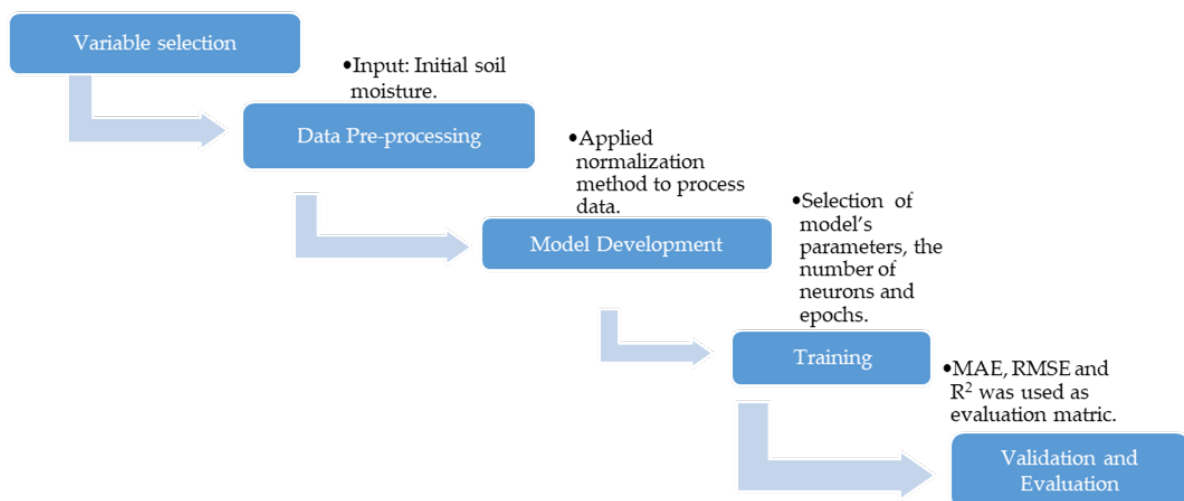 Variable selection
•Input: Initial soil
moisture.
Data Pre-processing
•Applied
normalization
method to process
data.
Model Development
•Selection of
model’s
parameters, the
number of
neurons and
epochs.
Training
•MAE, RMSE and
R² was used as
evaluation matric.
Validation and
Evaluation